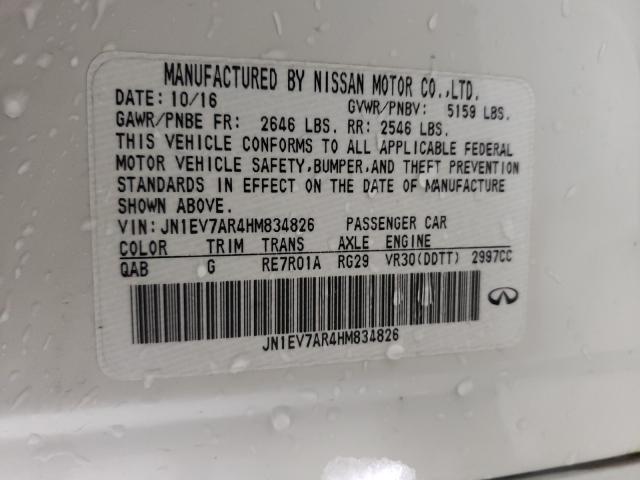 MANUFACTURED BY NISSAN MOTOR CO.,LTD.
DATE: 10/16 GVWR/PNBV: 5159 LBS.
GAWR/PNBE FR: 2646 LBS. RR: 2546 LBS.
THIS VEHICLE CONFORMS TO ALL APPLICABLE FEDERAL
MOTOR VEHICLE SAFETY,BUMPER,AND THEFT PREVENTION
STANDARDS IN EFFECT ON THE DATE OF MANUFACTURE
SHOWN ABOVE.
VIN:JN1EV7AR4HM834826 PASSENGER CAR
COLOR TRIM TRANS AXLE ENGINE
QAB G RE7R01A RG29 VR30(DDTT) 2997CC
JN1EV7AR4HM834826